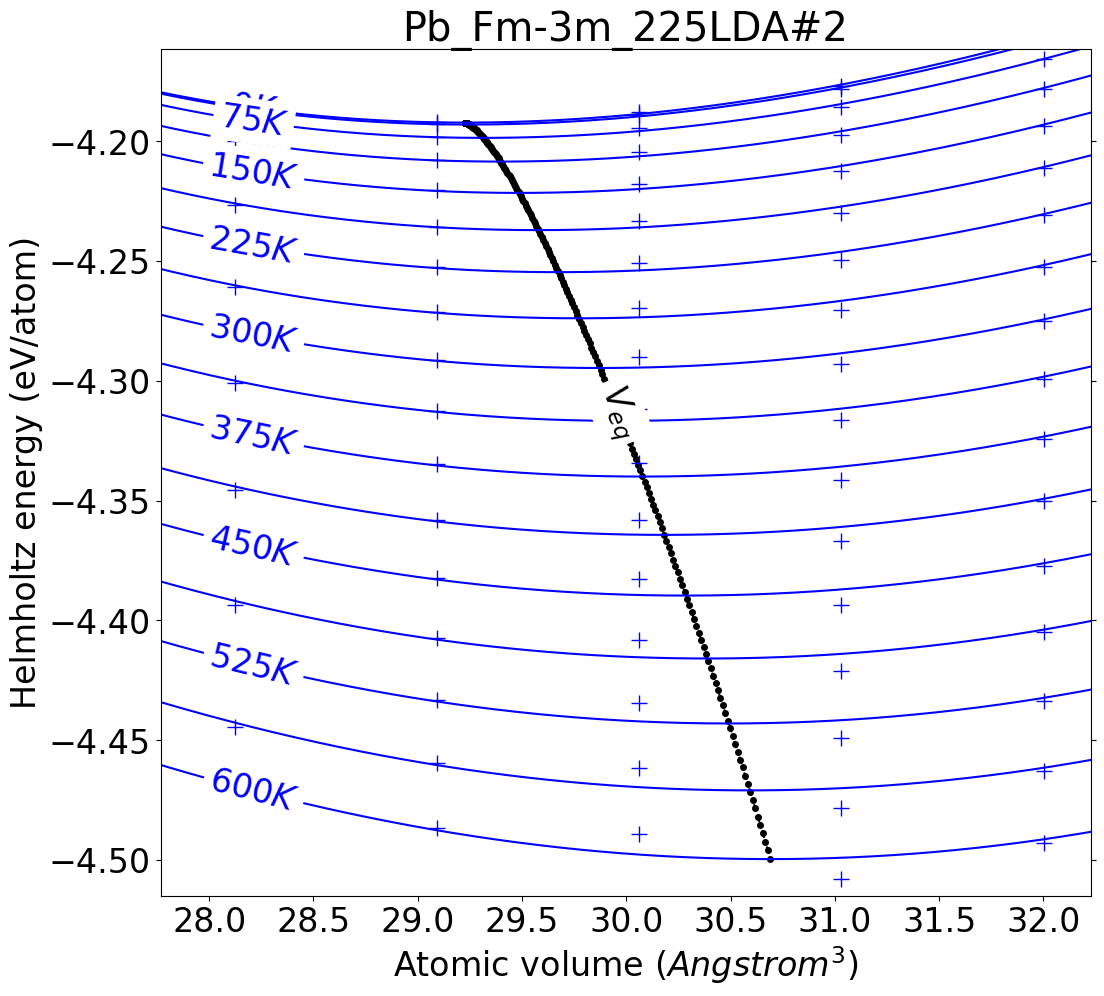 Pb_Fm-3m_225LDA#2
Helmholtz energy (eV/atom)
−4.20
−4.25
−4.30
−4.35
−4.40
−4.45
−4.50
0K
75K
150K
225K
300K
375K
450K
525K
600K
V_eq
28.0 28.5 29.0 29.5 30.0 30.5 31.0 31.5 32.0
Atomic volume (Angstrom³)